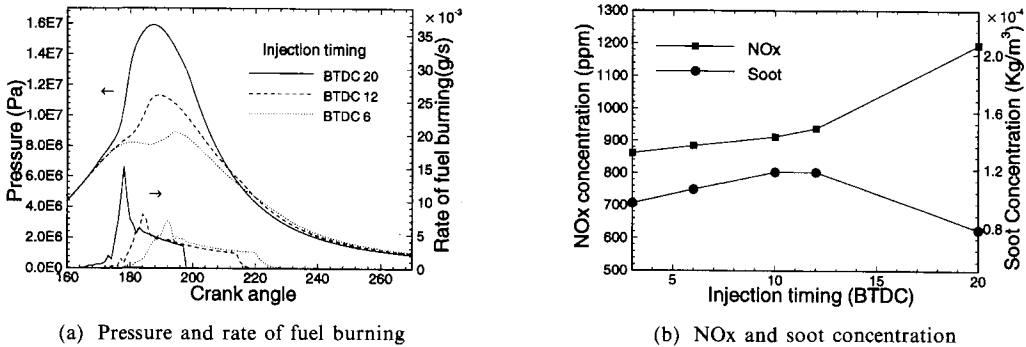 1.6E7
1.4E7
1.2E7
1.0E7
8.0E6
6.0E6
4.0E6
2.0E6
0.0E0
Pressure (Pa)
160
180
200
220
240
260
Crank angle
× 10⁻³
35
30
25
20
15
10
5
0
Rate of fuel burning(g/s)
Injection timing
BTDC 20
BTDC 12
BTDC 6
←
→
(a) Pressure and rate of fuel burning
1300
1200
1100
1000
900
800
700
600
500
NOx concentration (ppm)
5
10
15
20
Injection timing (BTDC)
× 10⁻⁴
2.0
1.6
1.2
0.8
Soot Concentration (Kg/m³)
NOx
Soot
(b) NOx and soot concentration